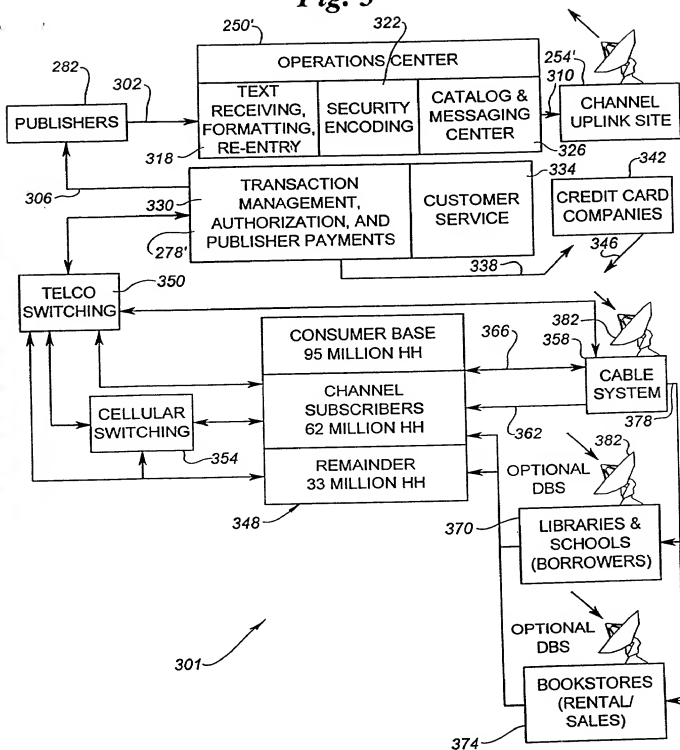 Fig. 5
250'
322
OPERATIONS CENTER
254'
282
302
310
PUBLISHERS
TEXT
RECEIVING,
FORMATTING,
RE-ENTRY
318
SECURITY
ENCODING
CATALOG &
MESSAGING
CENTER
326
CHANNEL
UPLINK SITE
306
330
TRANSACTION
MANAGEMENT,
AUTHORIZATION, AND
PUBLISHER PAYMENTS
278'
334
CUSTOMER
SERVICE
342
CREDIT CARD
COMPANIES
338
346
TELCO
SWITCHING
350
CONSUMER BASE
95 MILLION HH
366
358
382
CABLE
SYSTEM
378
CHANNEL
SUBSCRIBERS
62 MILLION HH
362
CELLULAR
SWITCHING
354
REMAINDER
33 MILLION HH
348
382
OPTIONAL
DBS
370
LIBRARIES &
SCHOOLS
(BORROWERS)
301
OPTIONAL
DBS
BOOKSTORES
(RENTAL/
SALES)
374